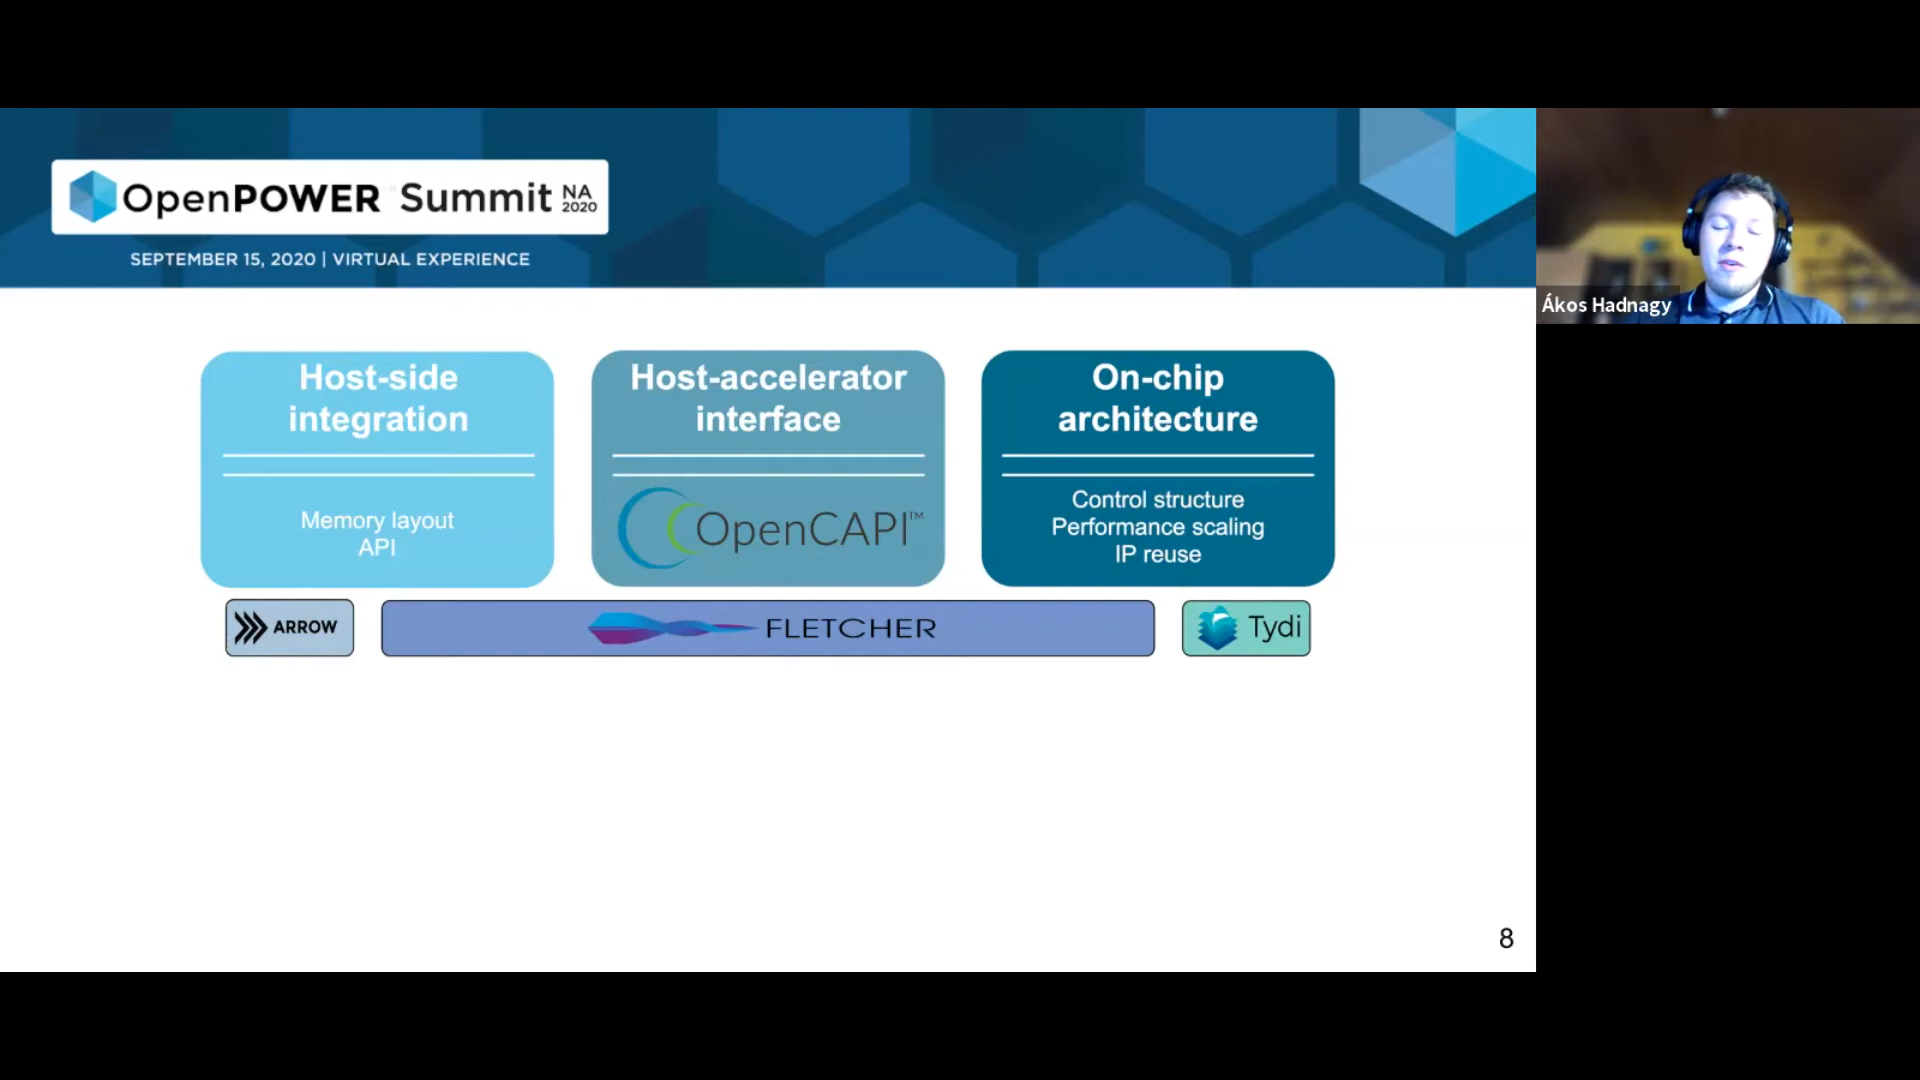 OpenPOWER™ Summit NA 2020
SEPTEMBER 15, 2020 | VIRTUAL EXPERIENCE
Ákos Hadnagy
Host-side
integration
Memory layout
API
Host-accelerator
interface
OpenCAPI™
On-chip
architecture
Control structure
Performance scaling
IP reuse
ARROW
FLETCHER
Tydi
8